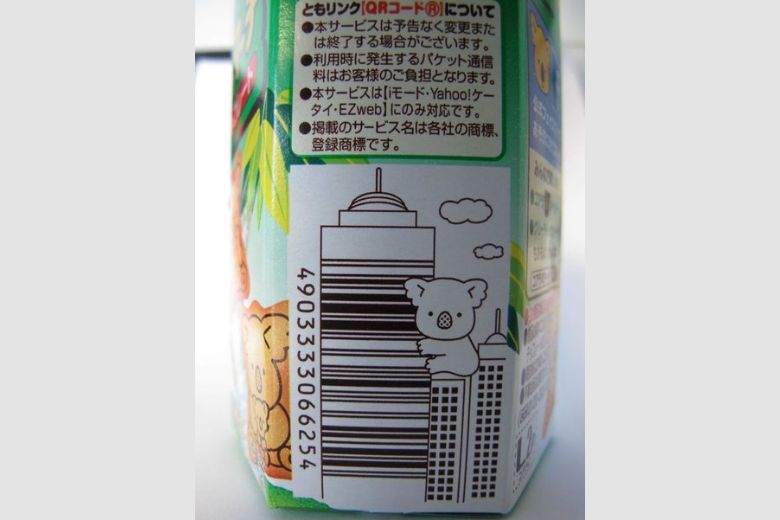 ともリンク【QRコード®】について
●本サービスは予告なく変更また
は終了する場合がございます。
●利用時に発生するパケット通信
料はお客様のご負担となります。
●本サービスは【iモード・Yahoo!ケー
タイ・EZweb】にのみ対応です。
●掲載のサービス名は各社の商標、
登録商標です。
4903333066254